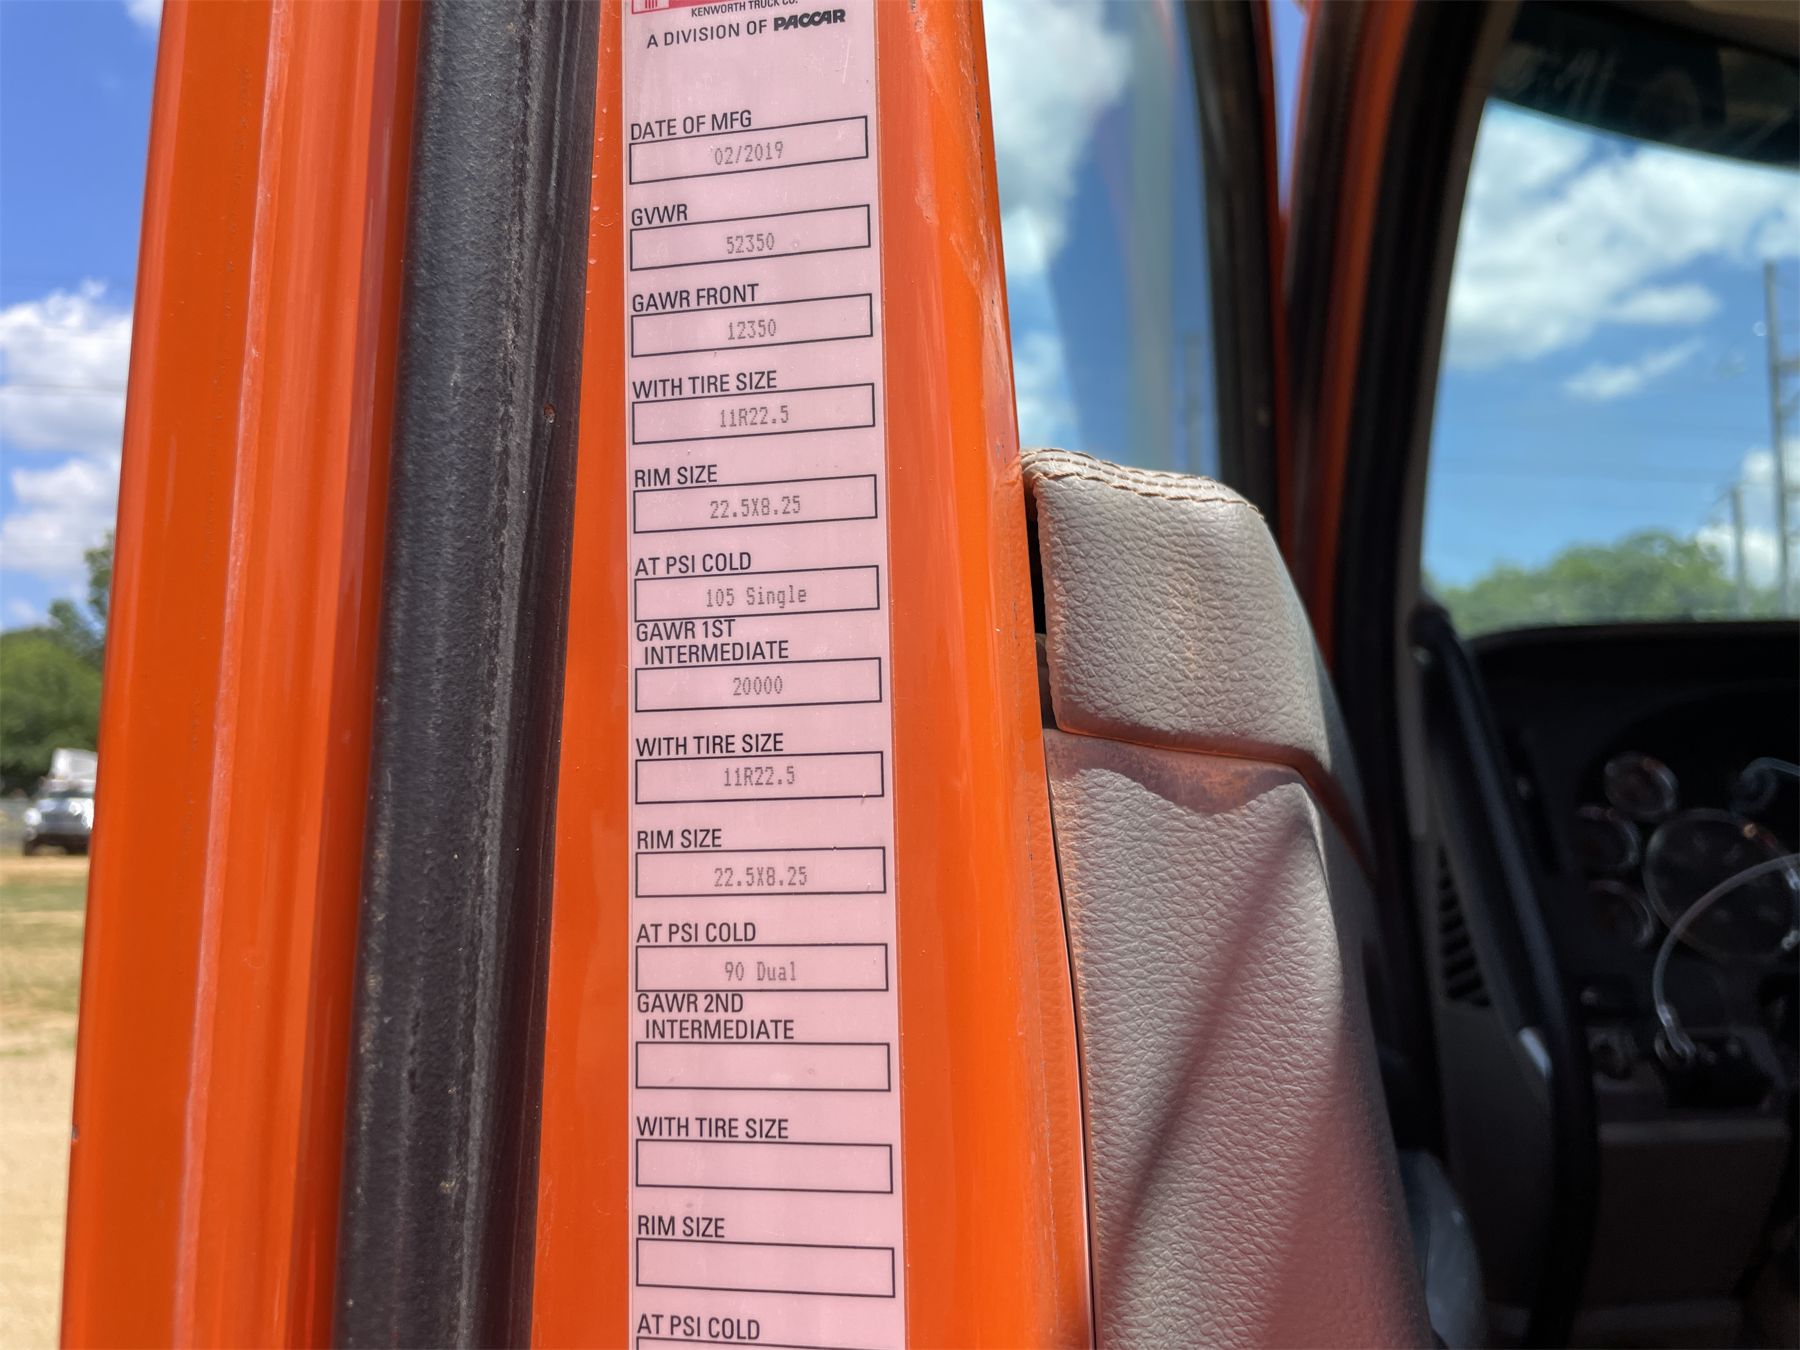 KENWORTH TRUCK CO.
A DIVISION OF PACCAR
DATE OF MFG
02/2019
GVWR
52350
GAWR FRONT
12350
WITH TIRE SIZE
11R22.5
RIM SIZE
22.5X8.25
AT PSI COLD
105 Single
GAWR 1ST
INTERMEDIATE
20000
WITH TIRE SIZE
11R22.5
RIM SIZE
22.5X8.25
AT PSI COLD
90 Dual
GAWR 2ND
INTERMEDIATE
WITH TIRE SIZE
RIM SIZE
AT PSI COLD